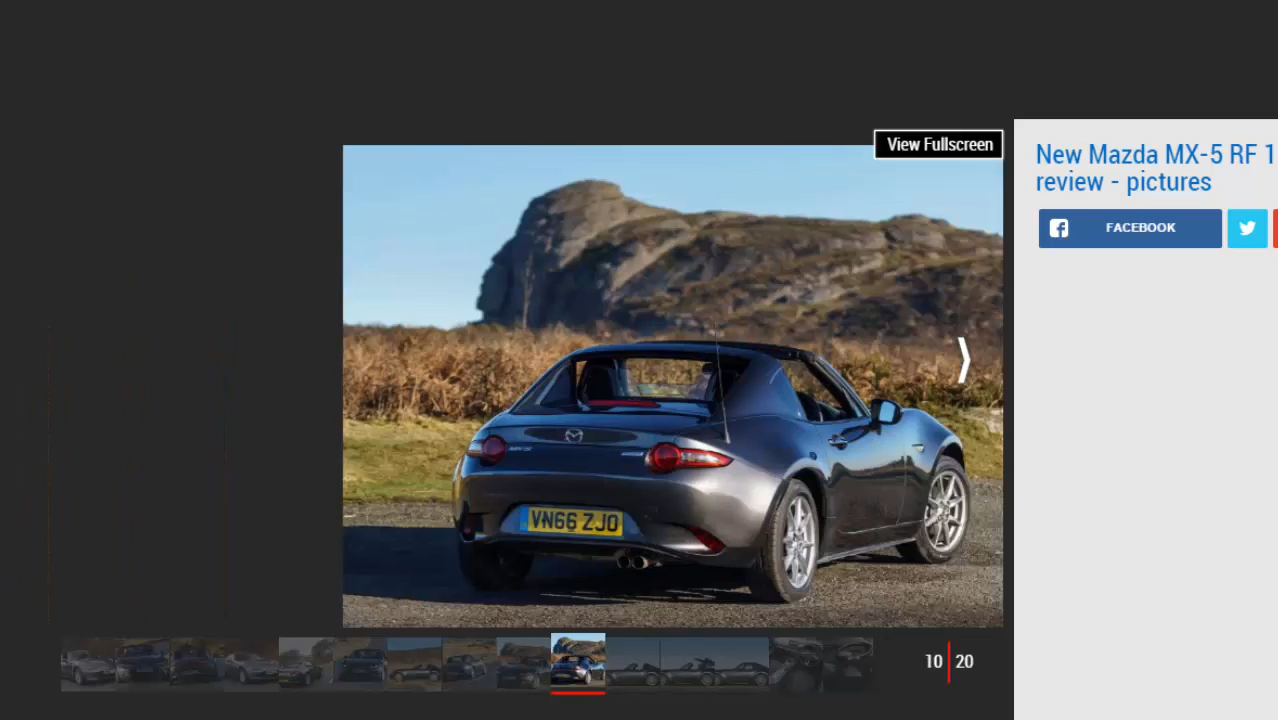 View Fullscreen
New Mazda MX-5 RF 1
review - pictures
FACEBOOK
VN66 ZJO
10 20